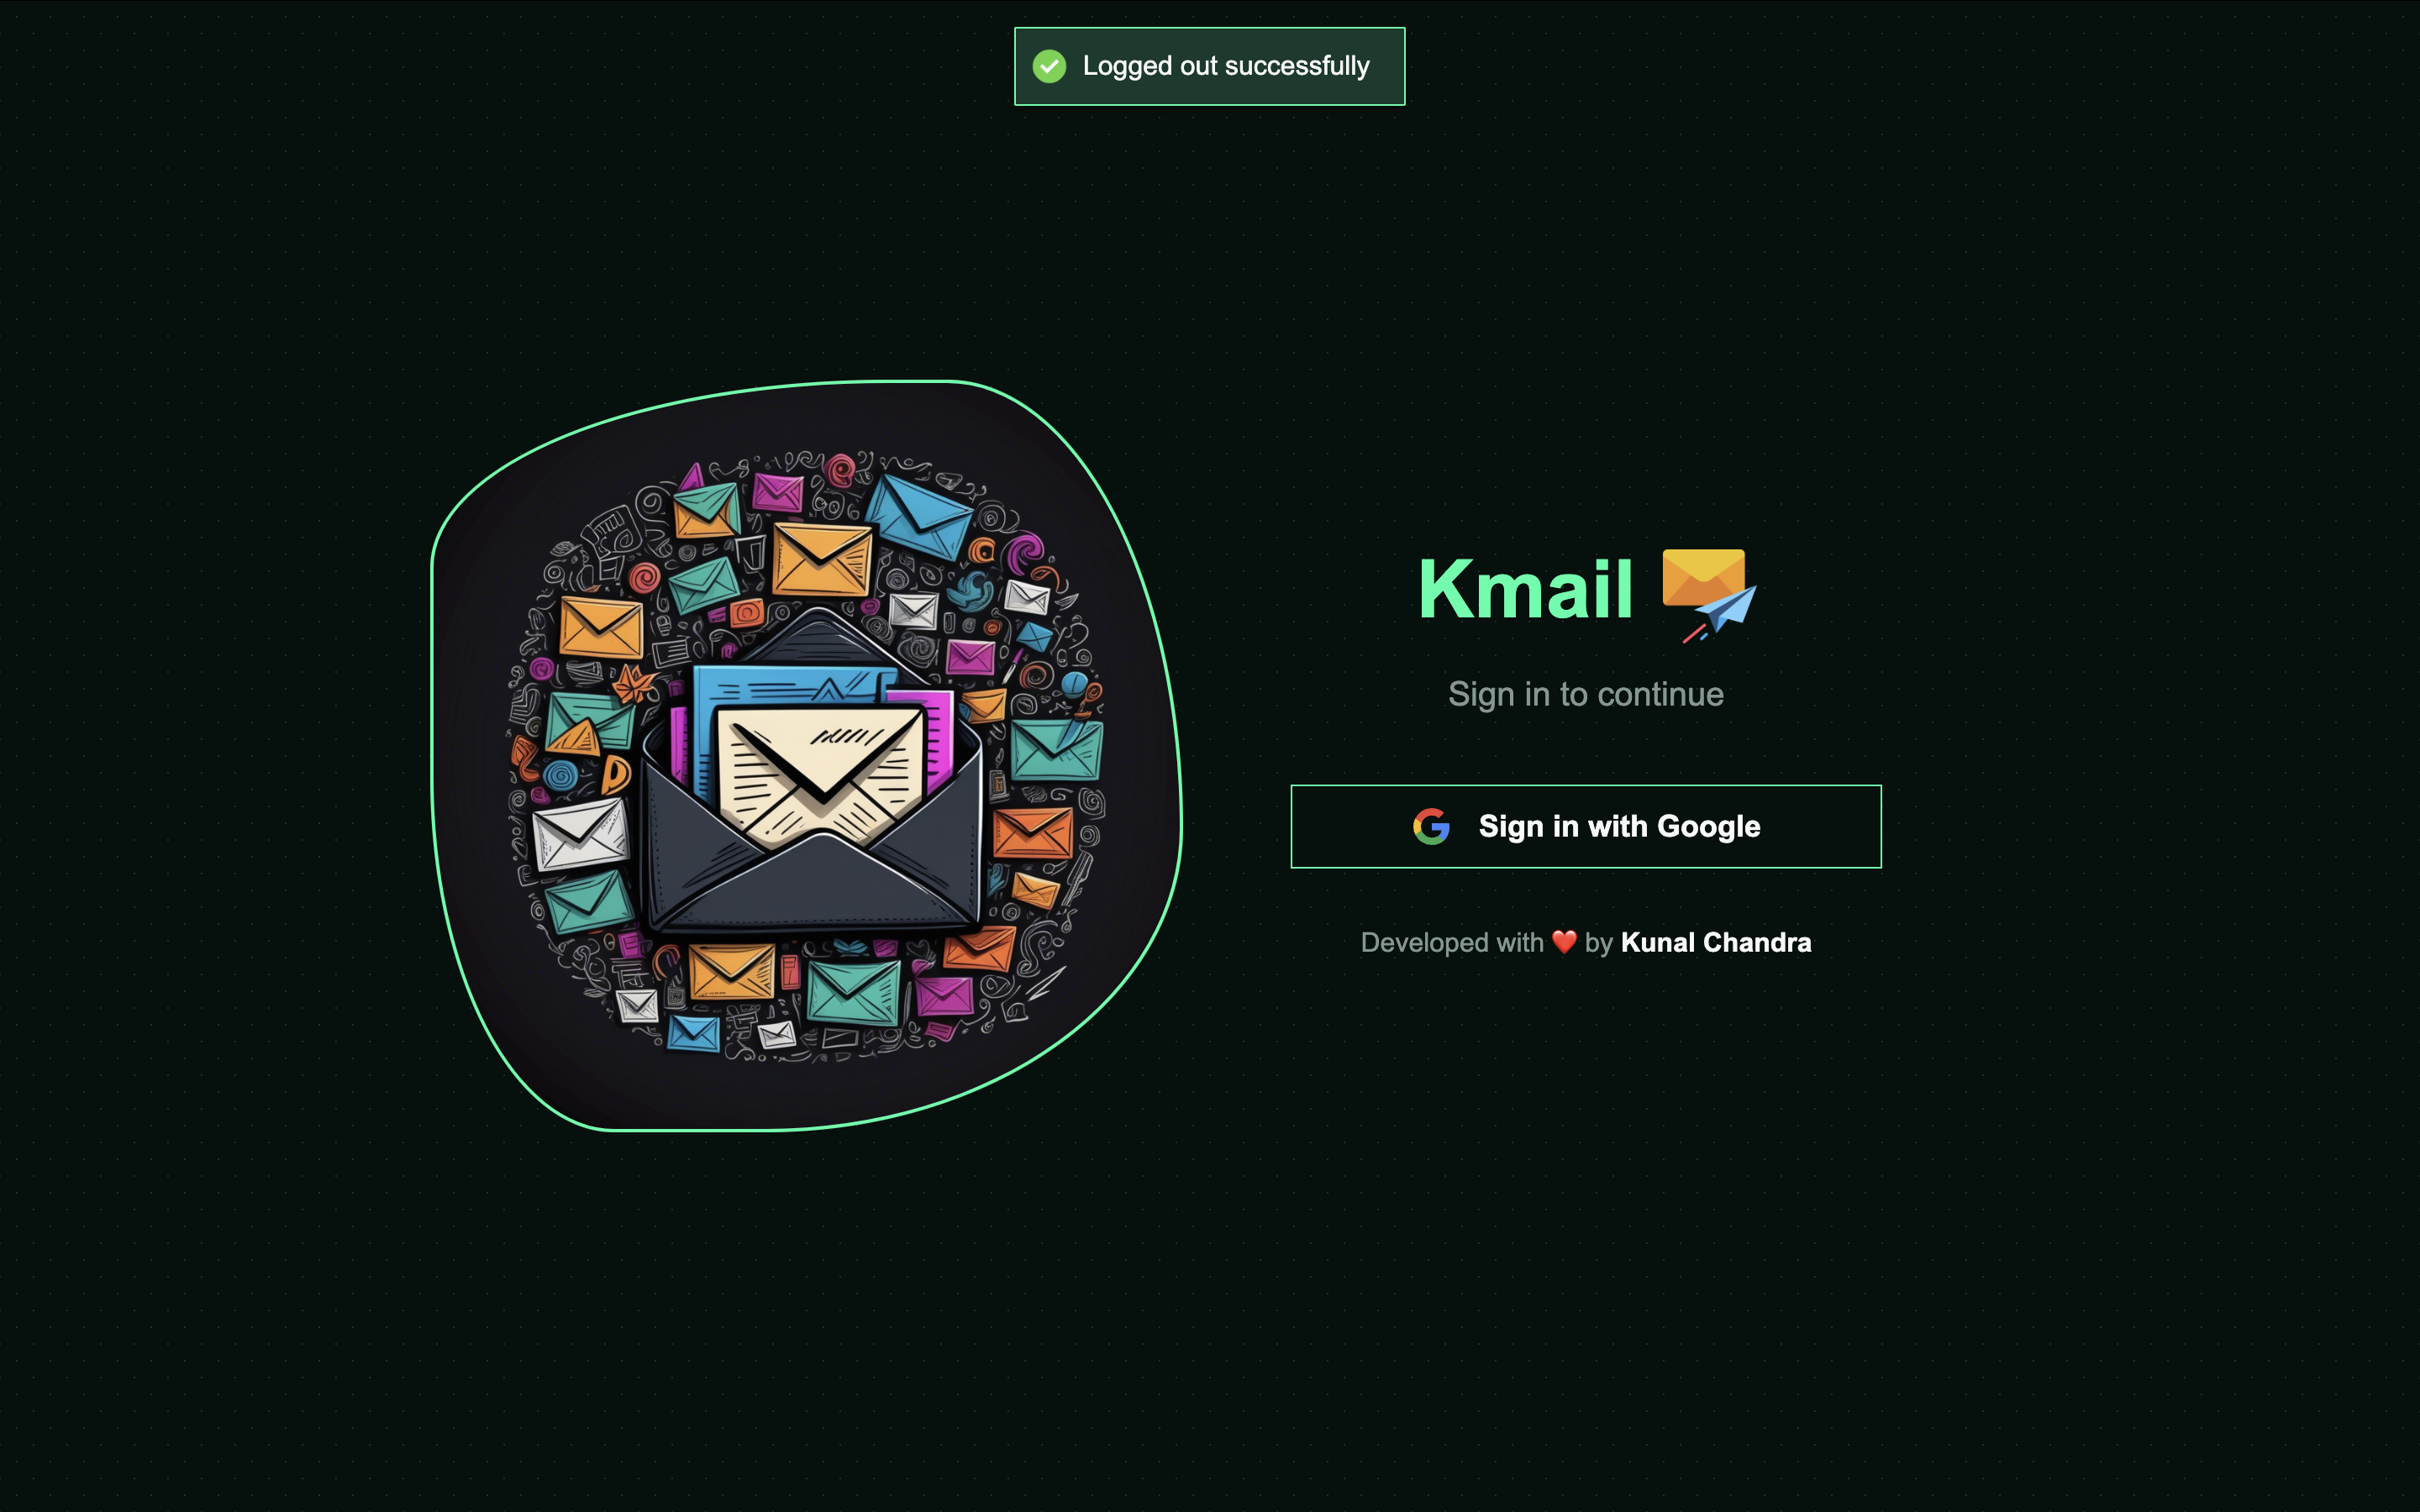 Logged out successfully
Kmail
Sign in to continue
Sign in with Google
Developed with ❤️ by Kunal Chandra